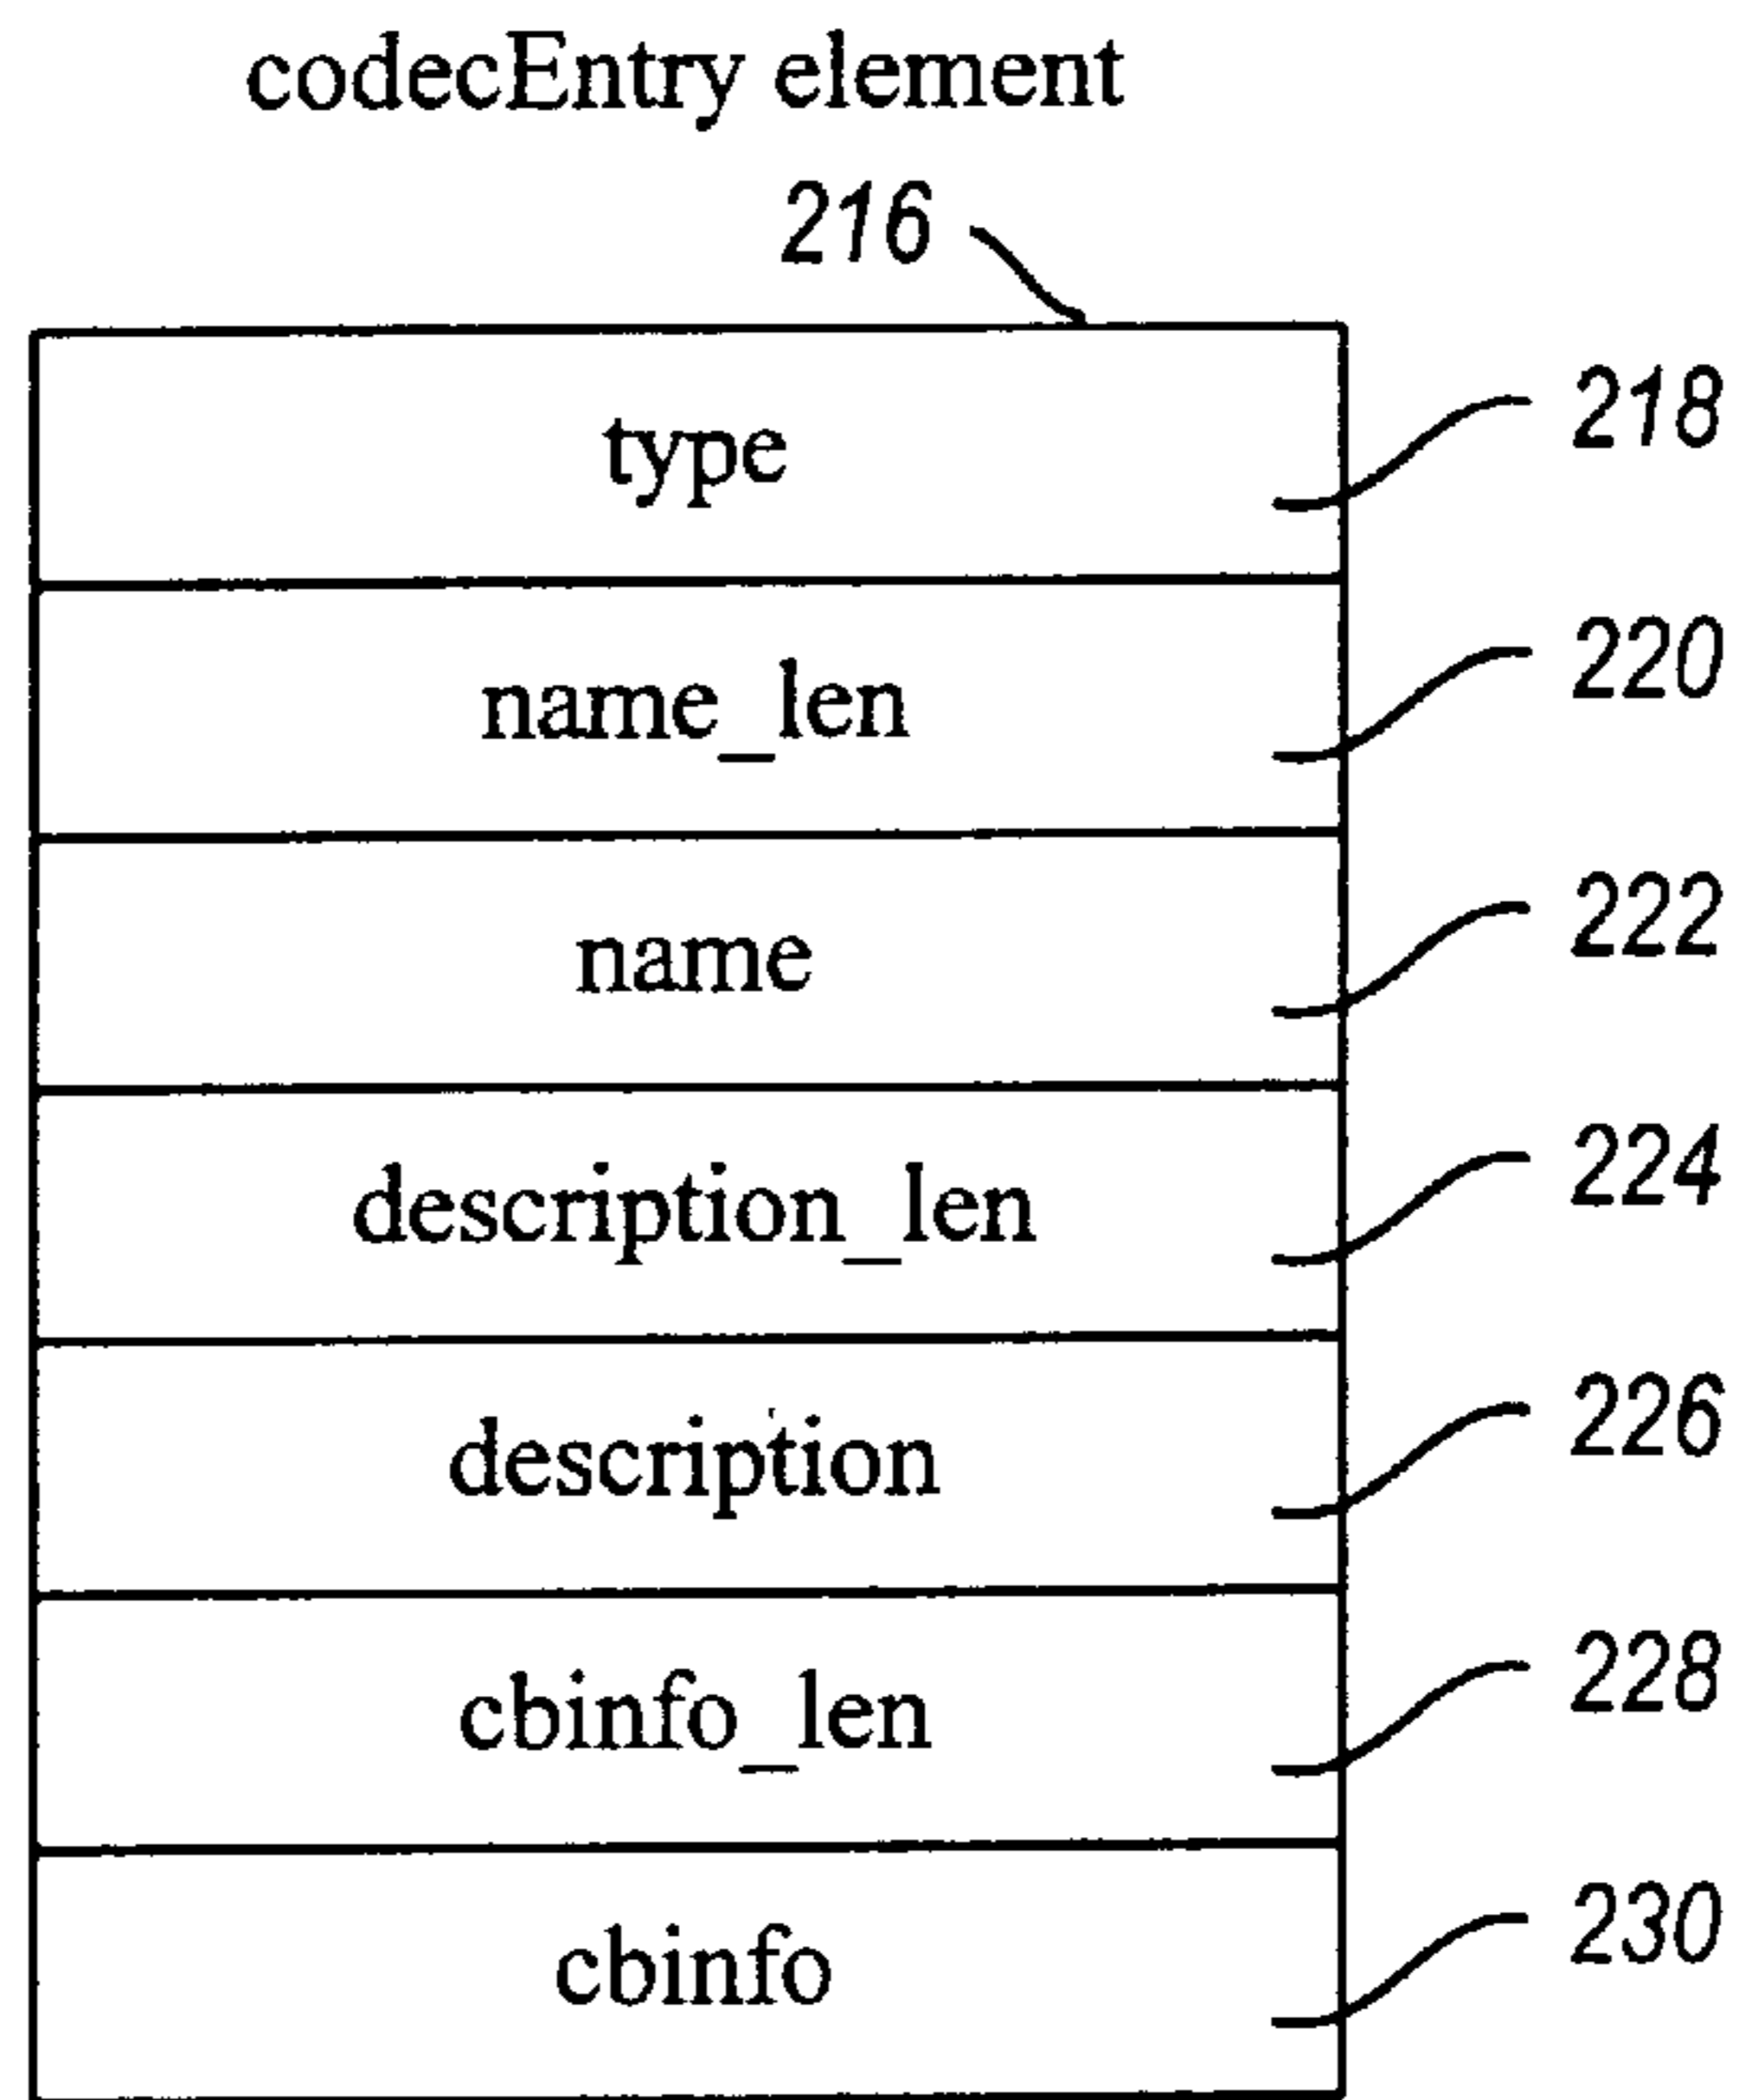 codecEntry element
216
type
218
name_len
220
name
222
description_len
224
description
226
cbinfo_len
228
cbinfo
230